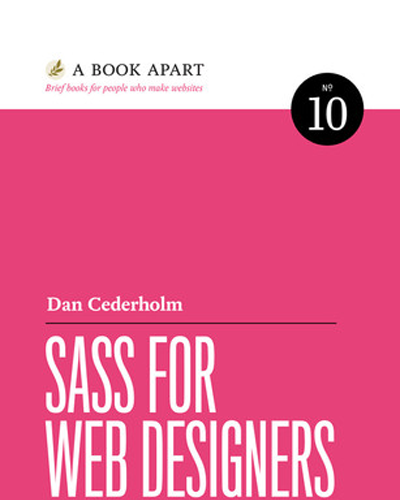 A BOOK APART
Brief books for people who make websites
Nº
10
Dan Cederholm
SASS FOR
WEB DESIGNERS